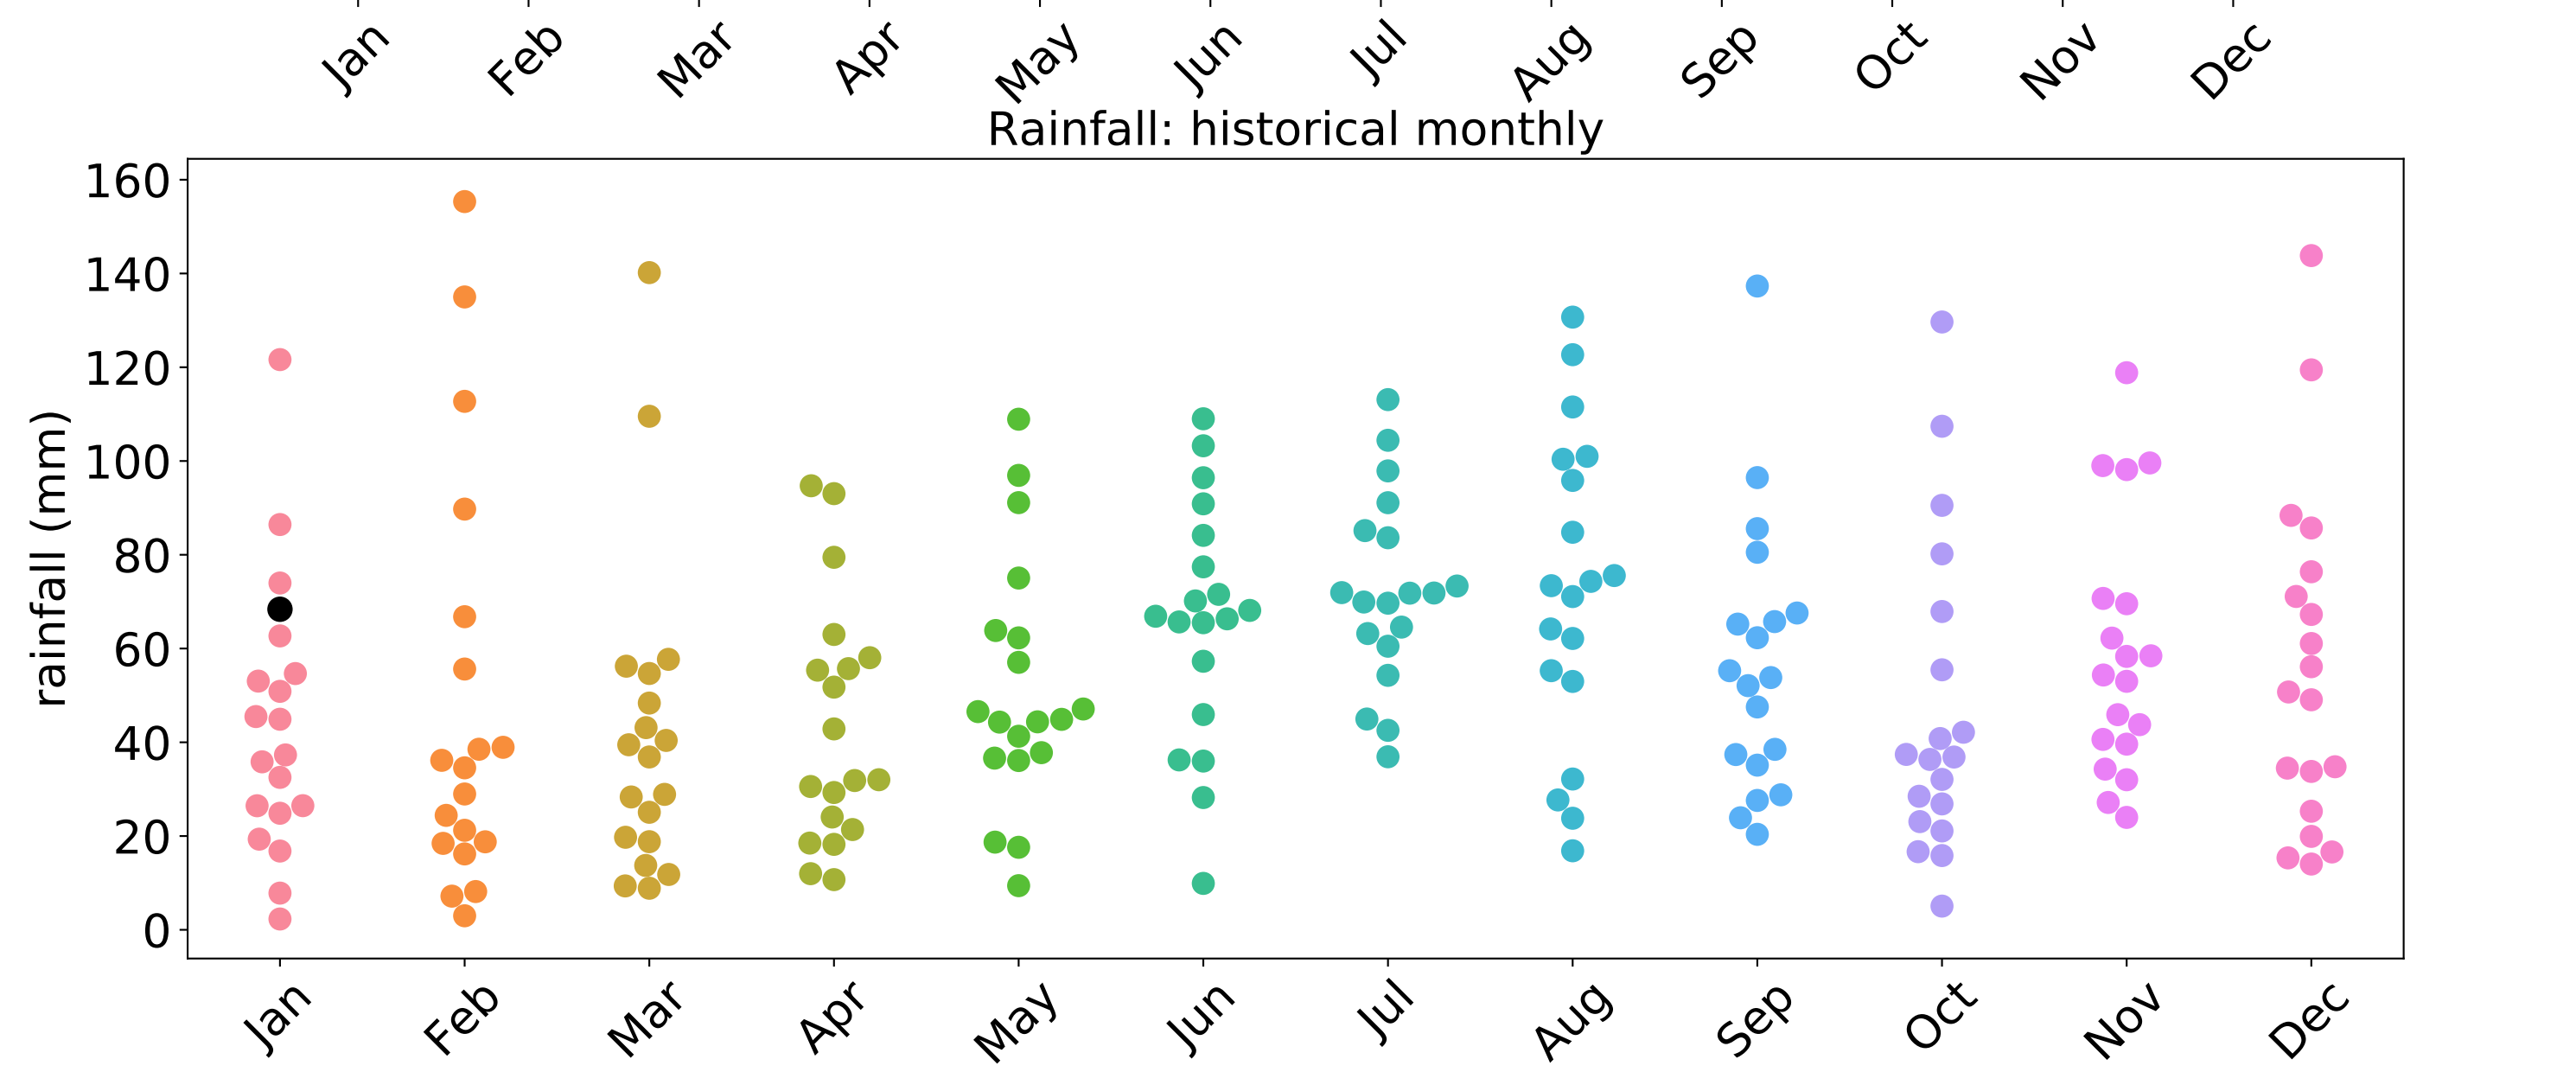 Jan Feb Mar Apr May Jun Jul Aug Sep Oct Nov Dec
Rainfall: historical monthly
160
140
120
100
80
60
40
20
0
rainfall (mm)
Jan Feb Mar Apr May Jun Jul Aug Sep Oct Nov Dec